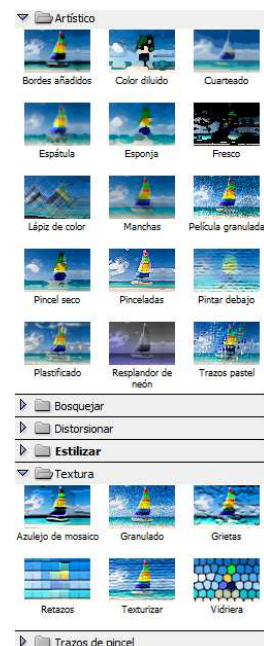 Artístico
Bordes añadidos Color diluido Cuarteado
Espátula Esponja Fresco
Lápiz de color Manchas Película granulada
Pincel seco Pinceladas Pintar debajo
Plastificado Resplandor de neón Trazos pastel
Bosquejar
Distorsionar
Estilizar
Textura
Azulejo de mosaico Granulado Grietas
Retazos Texturizar Vidriera
Trazos de pincel